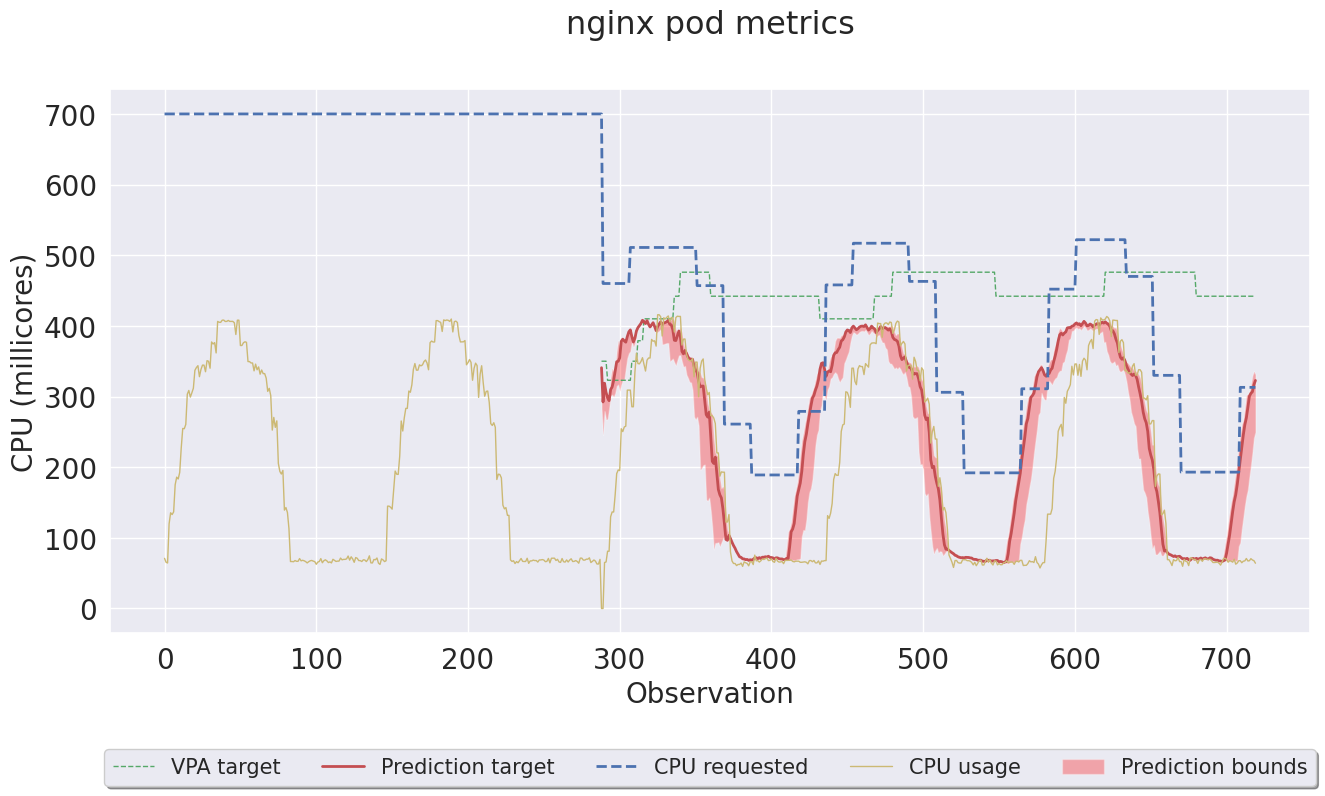 nginx pod metrics
CPU (millicores)
700
600
500
400
300
200
100
0
0 100 200 300 400 500 600 700
Observation
VPA target Prediction target CPU requested CPU usage Prediction bounds